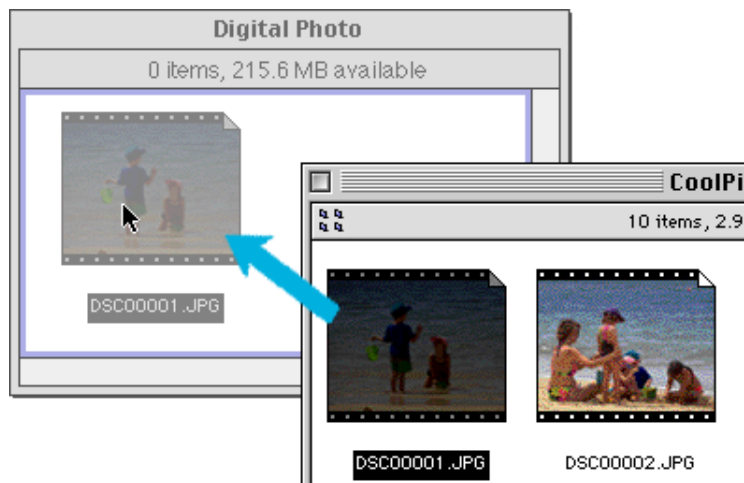 Digital Photo
0 items, 215.6 MB available
DSC00001.JPG
CoolPi
10 items, 2.9
DSC00001.JPG
DSC00002.JPG